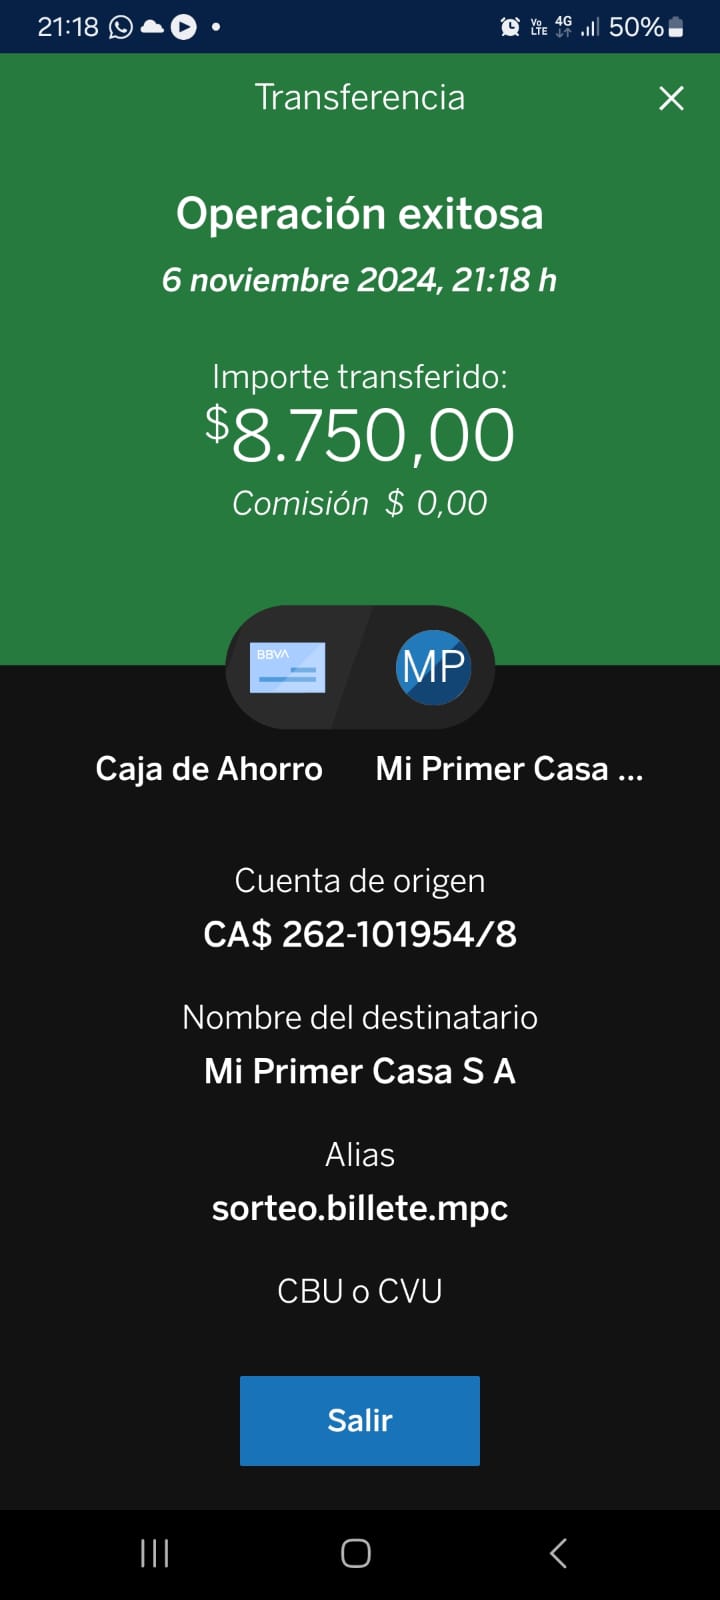 21:18 VoLTE 4G 50%
Transferencia
Operación exitosa
6 noviembre 2024, 21:18 h
Importe transferido:
$8.750,00
Comisión $ 0,00
BBVA MP
Caja de Ahorro Mi Primer Casa ...
Cuenta de origen
CA$ 262-101954/8
Nombre del destinatario
Mi Primer Casa S A
Alias
sorteo.billete.mpc
CBU o CVU
Salir